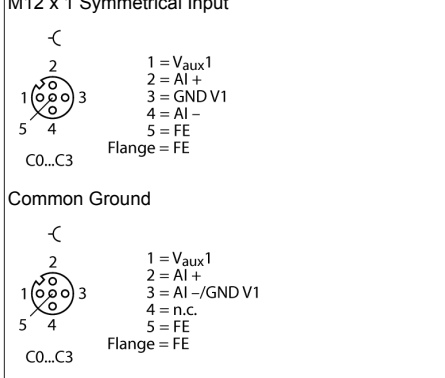 M12 x 1 Symmetrical Input
2
1 3
5 4
C0...C3
1 = Vaux1
2 = AI +
3 = GND V1
4 = AI –
5 = FE
Flange = FE
Common Ground
2
1 3
5 4
C0...C3
1 = Vaux1
2 = AI +
3 = AI –/GND V1
4 = n.c.
5 = FE
Flange = FE